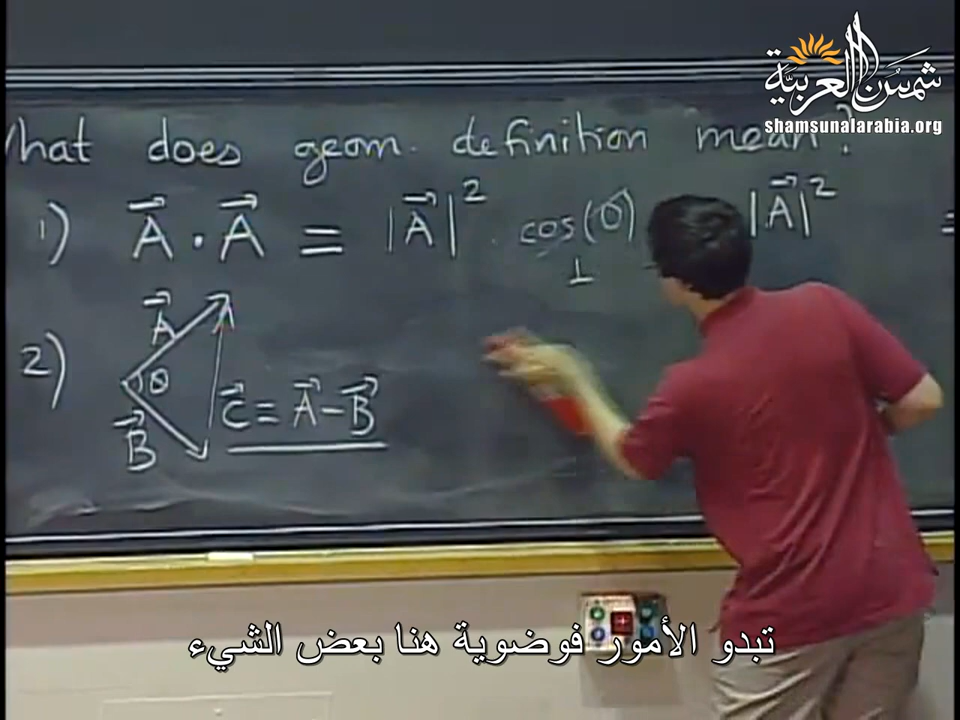 شمس العربية
shamsunalarabia.org
What does geom. definition mean?
1) A⃗ · A⃗ = |A⃗|² cos(0) |A⃗|² =
1
2) A⃗ θ B⃗ C⃗ = A⃗ - B⃗
تبدو الأمور فوضوية هنا بعض الشيء